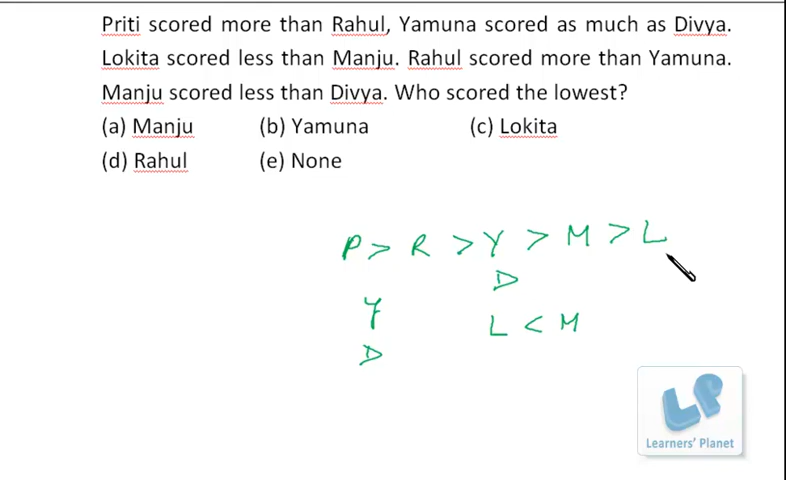 Priti scored more than Rahul, Yamuna scored as much as Divya.
Lokita scored less than Manju. Rahul scored more than Yamuna.
Manju scored less than Divya. Who scored the lowest?
(a) Manju (b) Yamuna (c) Lokita
(d) Rahul (e) None
P > R > Y > M > L
D
Y
L < M
D
LP
Learners' Planet